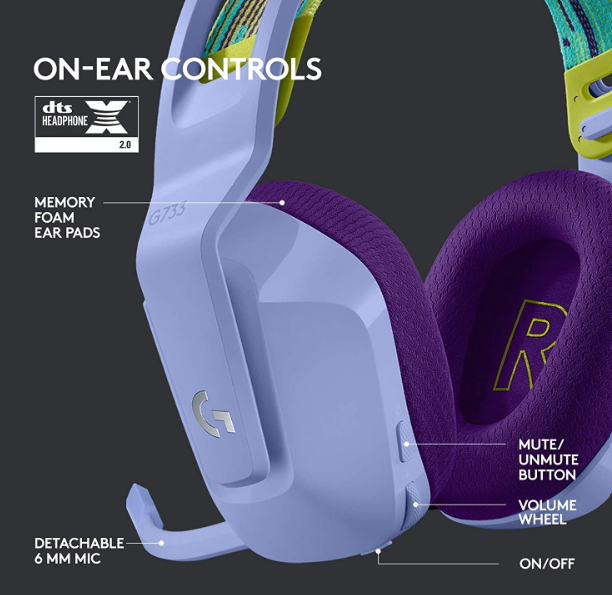 ON-EAR CONTROLS
dts
HEADPHONE X
2.0
MEMORY
FOAM
EAR PADS
G733
R
MUTE/
UNMUTE
BUTTON
VOLUME
WHEEL
DETACHABLE
6 MM MIC
ON/OFF